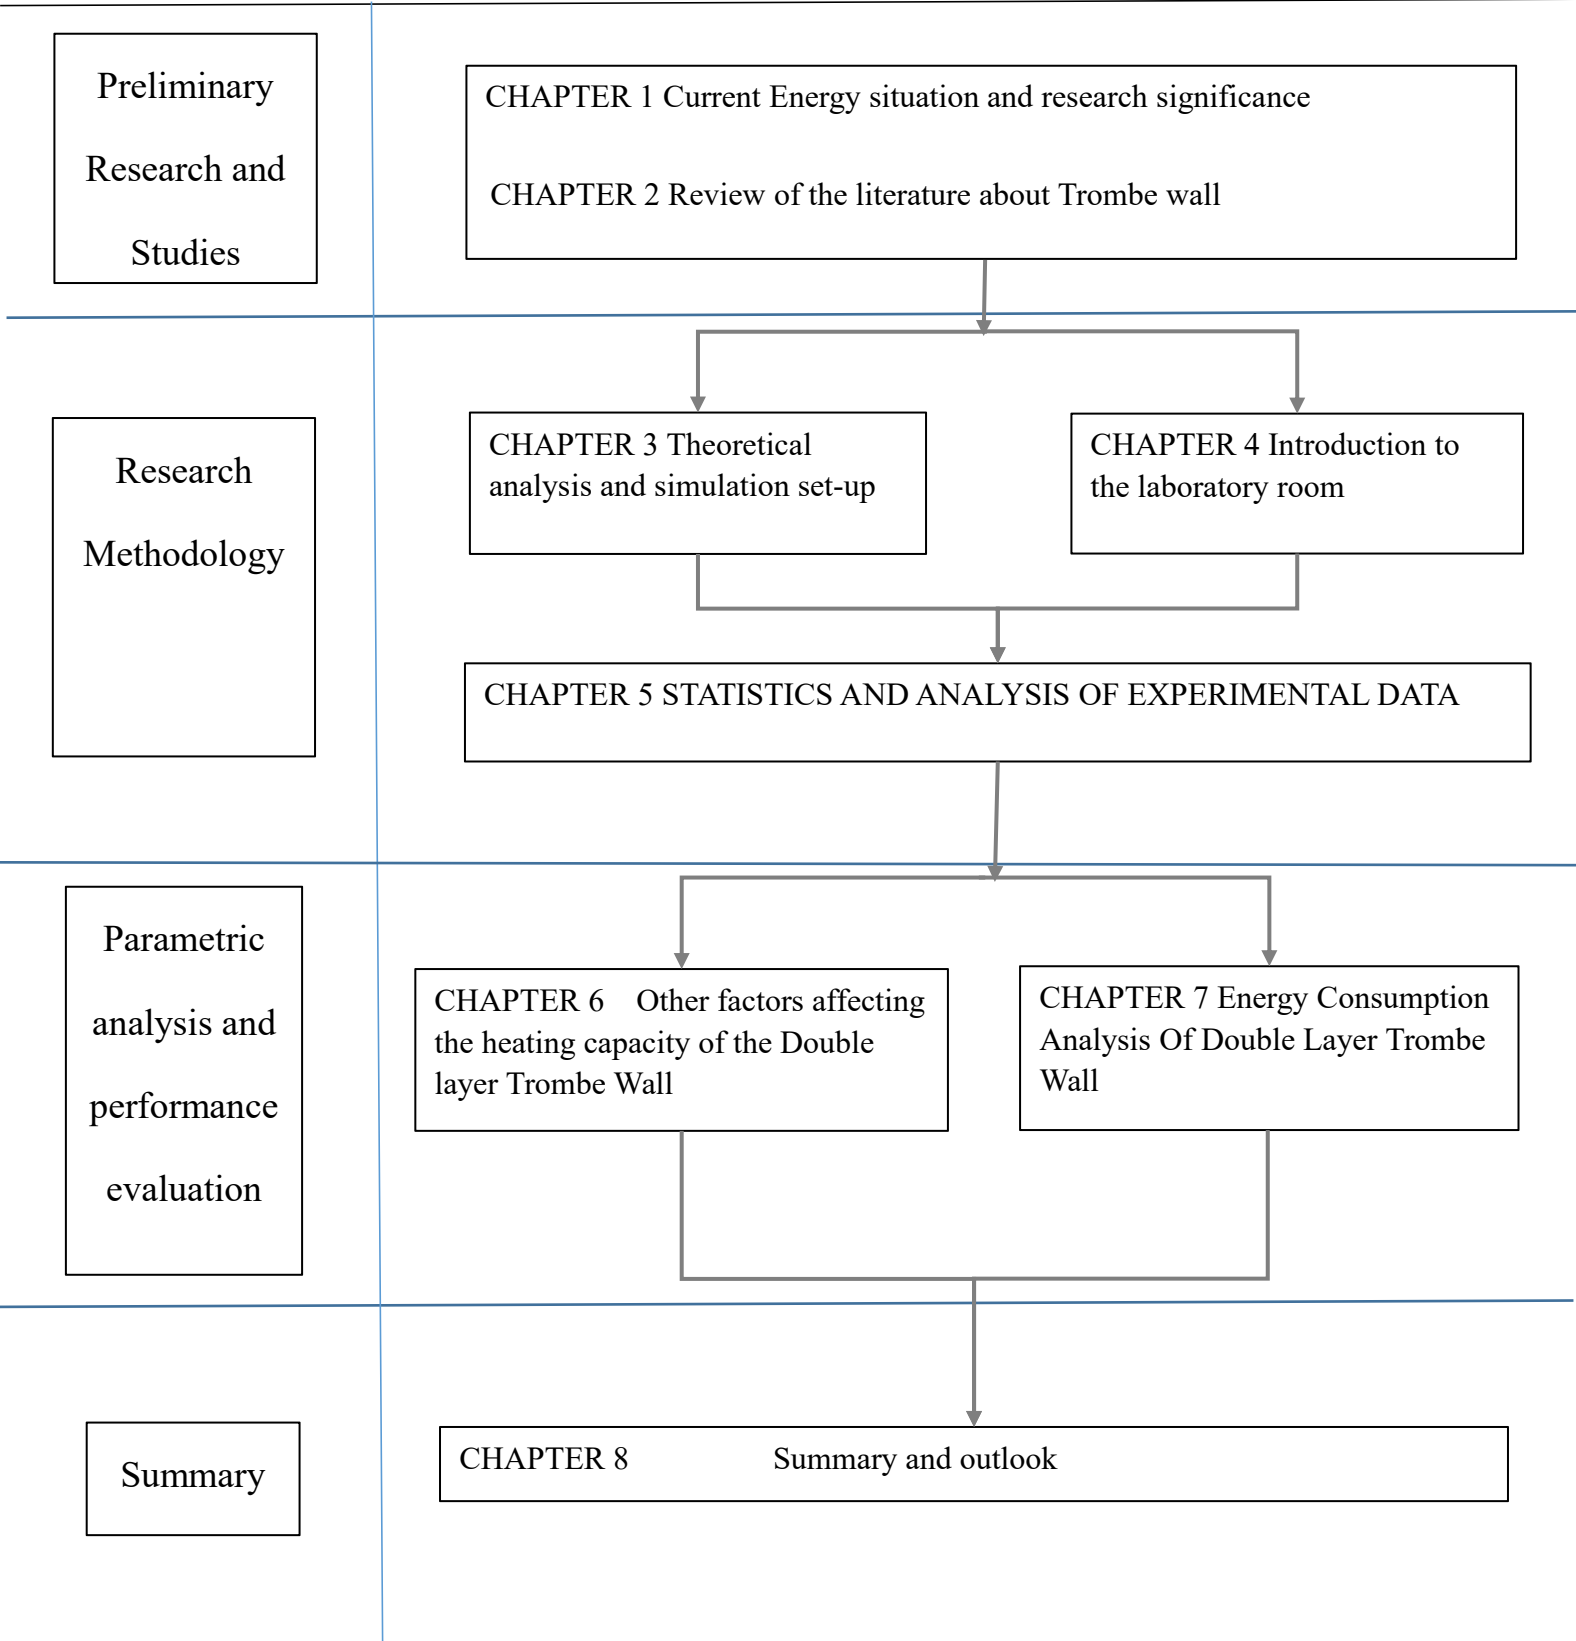 Preliminary
Research and
Studies
CHAPTER 1 Current Energy situation and research significance
CHAPTER 2 Review of the literature about Trombe wall
Research
Methodology
CHAPTER 3 Theoretical
analysis and simulation set-up
CHAPTER 4 Introduction to
the laboratory room
CHAPTER 5 STATISTICS AND ANALYSIS OF EXPERIMENTAL DATA
Parametric
analysis and
performance
evaluation
CHAPTER 6 Other factors affecting
the heating capacity of the Double
layer Trombe Wall
CHAPTER 7 Energy Consumption
Analysis Of Double Layer Trombe
Wall
Summary
CHAPTER 8 Summary and outlook